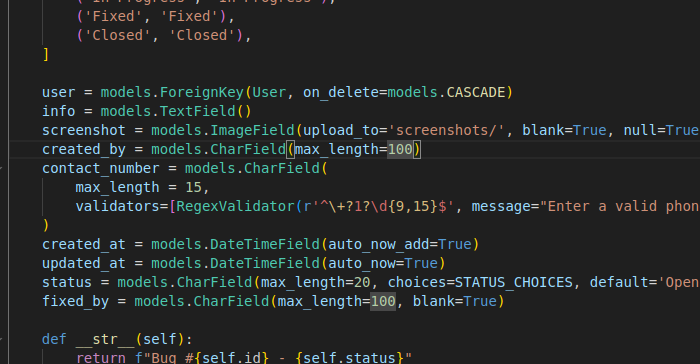 ('In Progress', 'In Progress'),
('Fixed', 'Fixed'),
('Closed', 'Closed'),
]
user = models.ForeignKey(User, on_delete=models.CASCADE)
info = models.TextField()
screenshot = models.ImageField(upload_to='screenshots/', blank=True, null=True
created_by = models.CharField(max_length=100)
contact_number = models.CharField(
max_length = 15,
validators=[RegexValidator(r'^\+?1?\d{9,15}$', message="Enter a valid phon
)
created_at = models.DateTimeField(auto_now_add=True)
updated_at = models.DateTimeField(auto_now=True)
status = models.CharField(max_length=20, choices=STATUS_CHOICES, default='Open
fixed_by = models.CharField(max_length=100, blank=True)
def __str__(self):
return f"Bug #{self.id} - {self.status}"